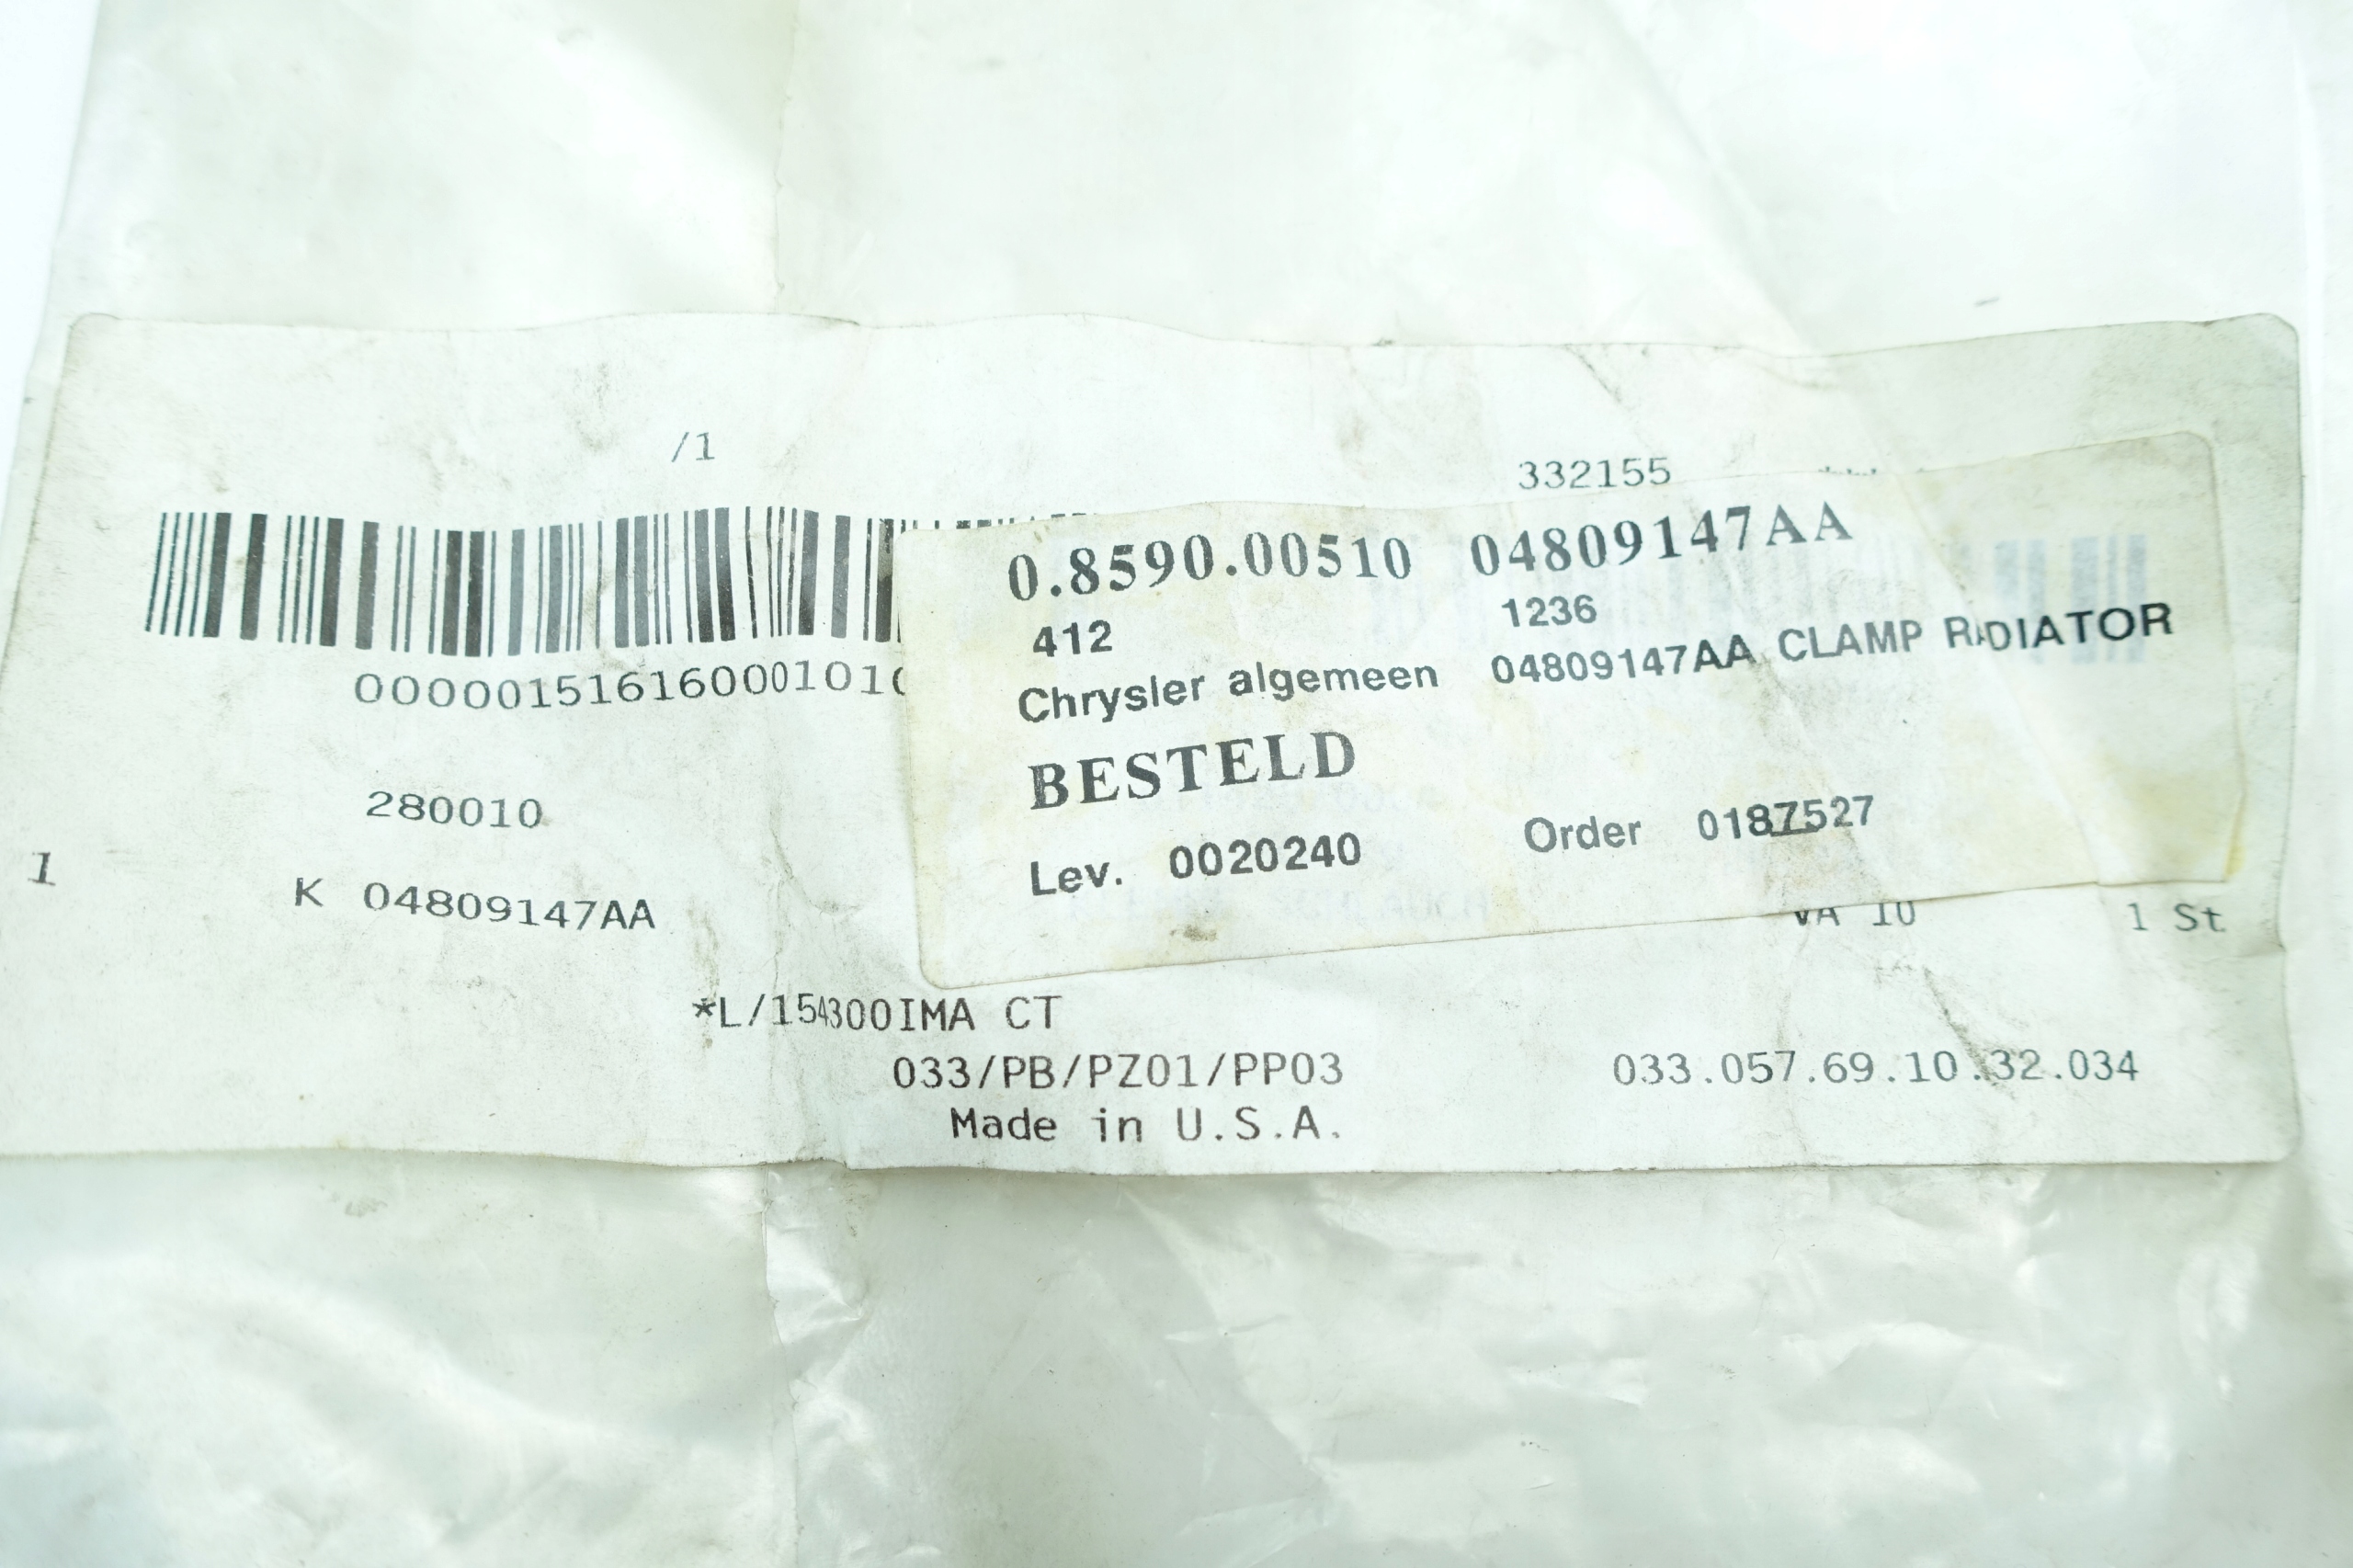 /1
332155
000001516160001010
280010
1
K 04809147AA
0.8590.00510 04809147AA
412 1236
Chrysler algemeen 04809147AA CLAMP RADIATOR
BESTELD
Lev. 0020240 Order 0187527
VA 10 1 St
*L/154300IMA CT
033/PB/PZ01/PP03 033.057.69.10.32.034
Made in U.S.A.